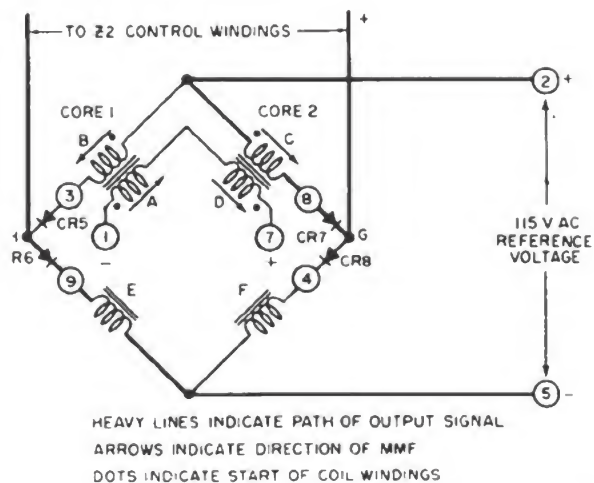 TO Z2 CONTROL WINDINGS
+
2 +
CORE 1
CORE 2
B
C
3
A
D
8
CR5
1
7
CR7
G
115 V AC
REFERENCE
VOLTAGE
R6
-
+
CR8
9
4
E
F
5 -
HEAVY LINES INDICATE PATH OF OUTPUT SIGNAL
ARROWS INDICATE DIRECTION OF MMF
DOTS INDICATE START OF COIL WINDINGS